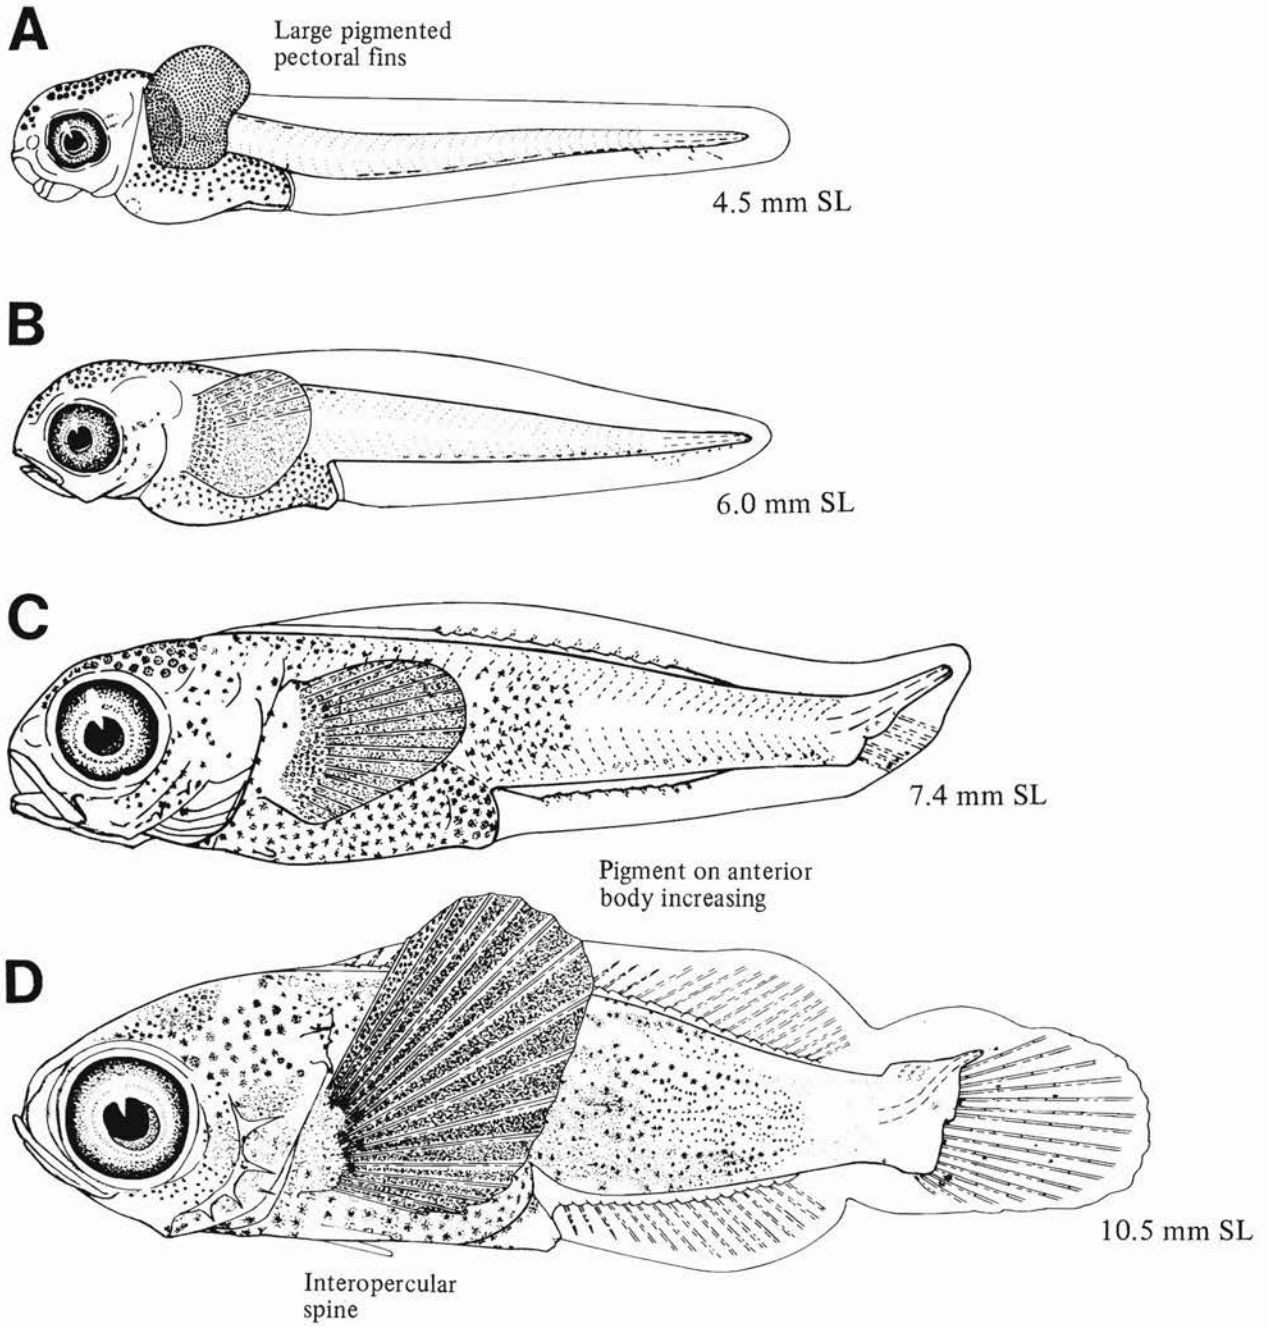 A
Large pigmented
pectoral fins
4.5 mm SL
B
6.0 mm SL
C
7.4 mm SL
Pigment on anterior
body increasing
D
10.5 mm SL
Interopercular
spine